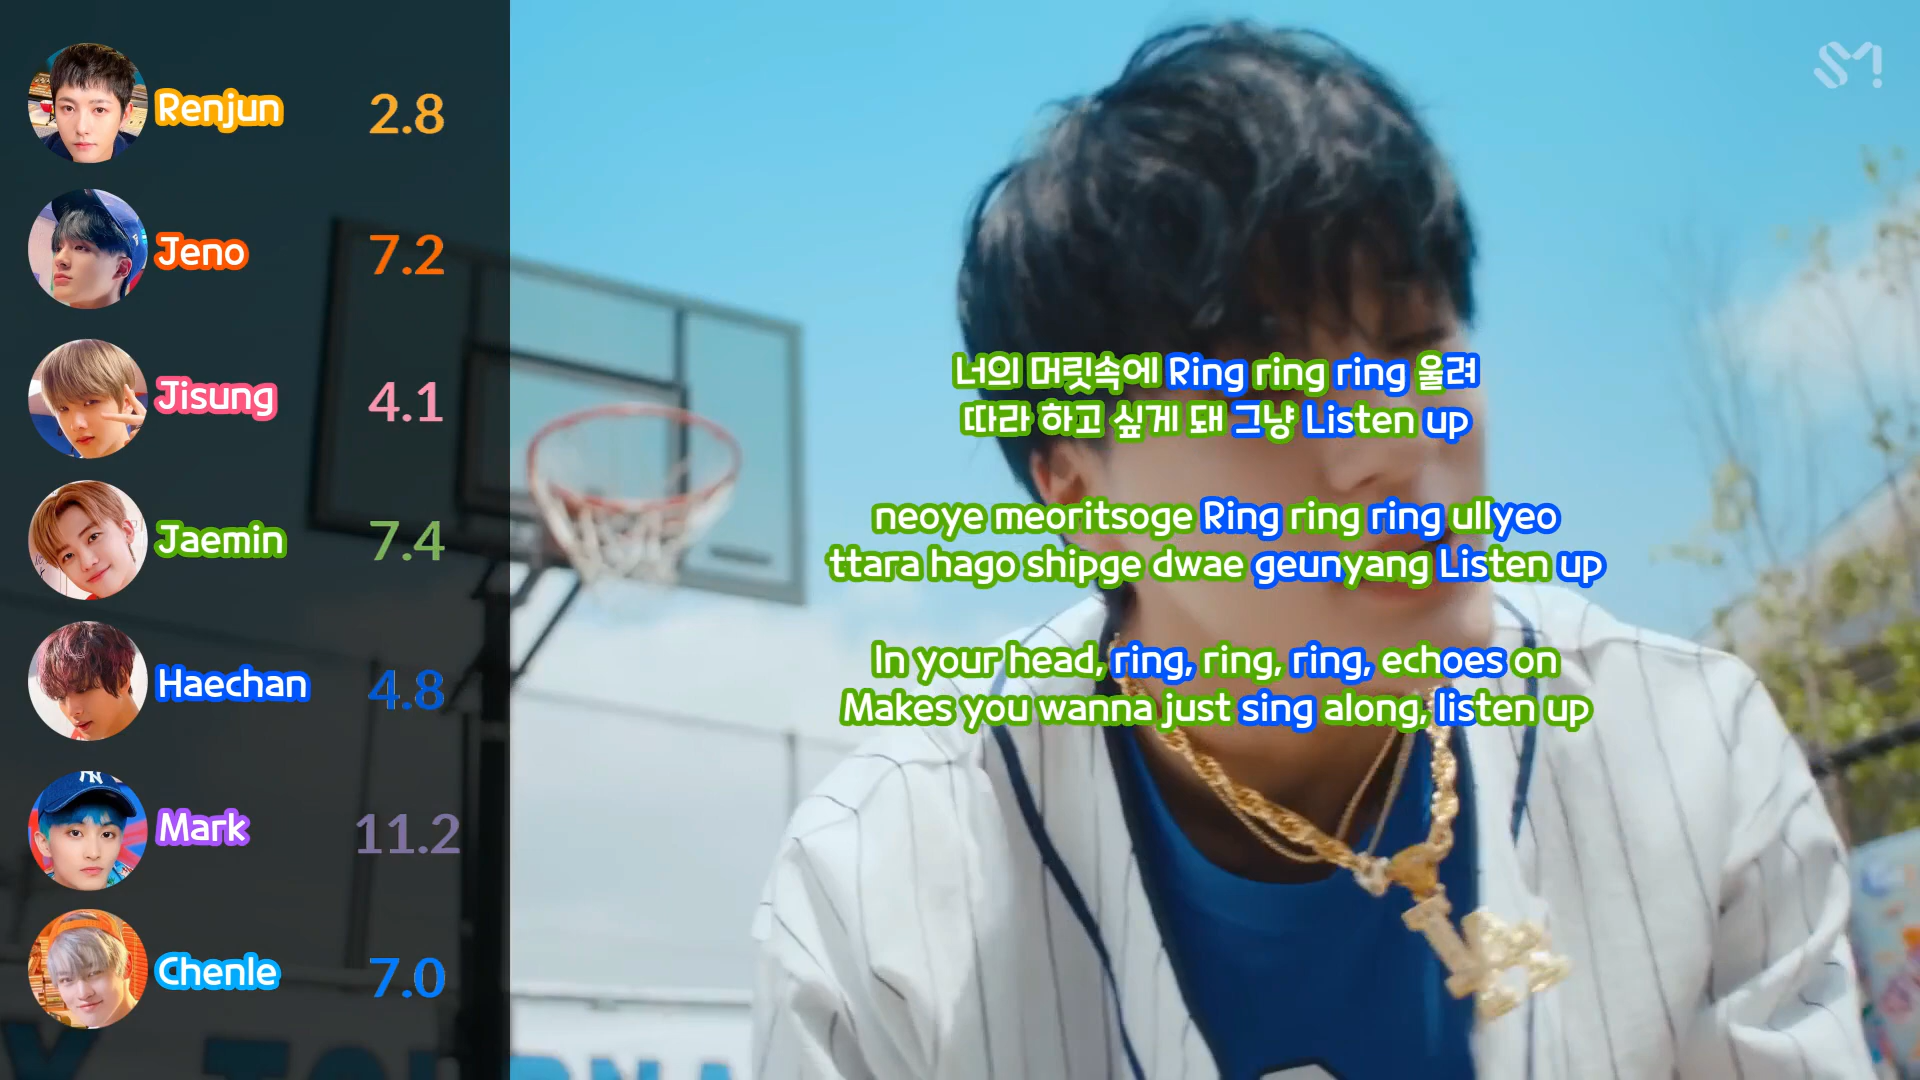 SM!
Renjun 2.8
Jeno 7.2
Jisung 4.1
Jaemin 7.4
Haechan 4.8
Mark 11.2
Chenle 7.0
너의 머릿속에 Ring ring ring 울려
따라 하고 싶게 돼 그냥 Listen up
neoye meoritsoge Ring ring ring ullyeo
ttara hago shipge dwae geunyang Listen up
In your head, ring, ring, ring, echoes on
Makes you wanna just sing along, listen up